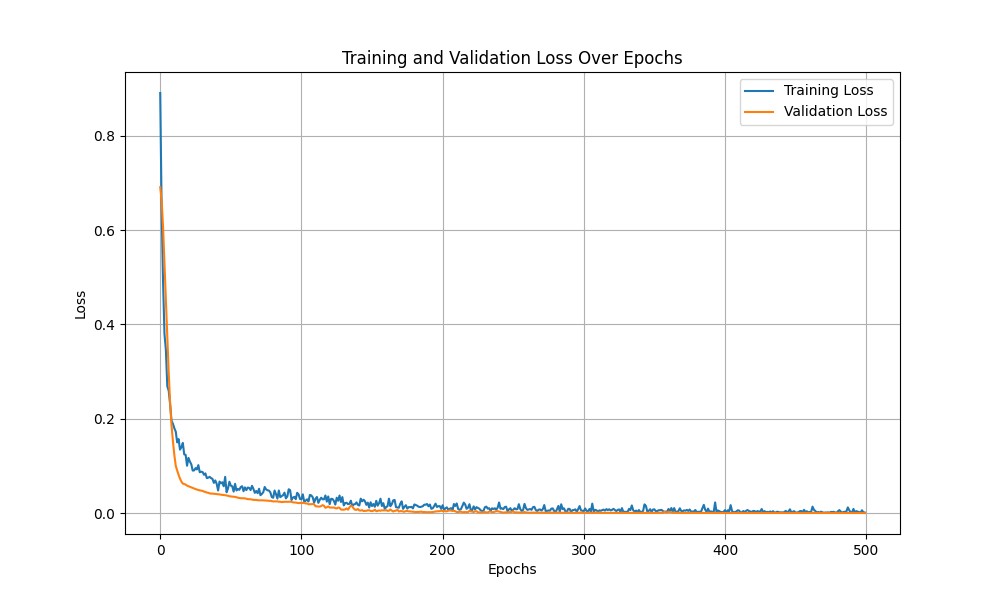 Training and Validation Loss Over Epochs
Training Loss
Validation Loss
Loss
0.8
0.6
0.4
0.2
0.0
0 100 200 300 400 500
Epochs